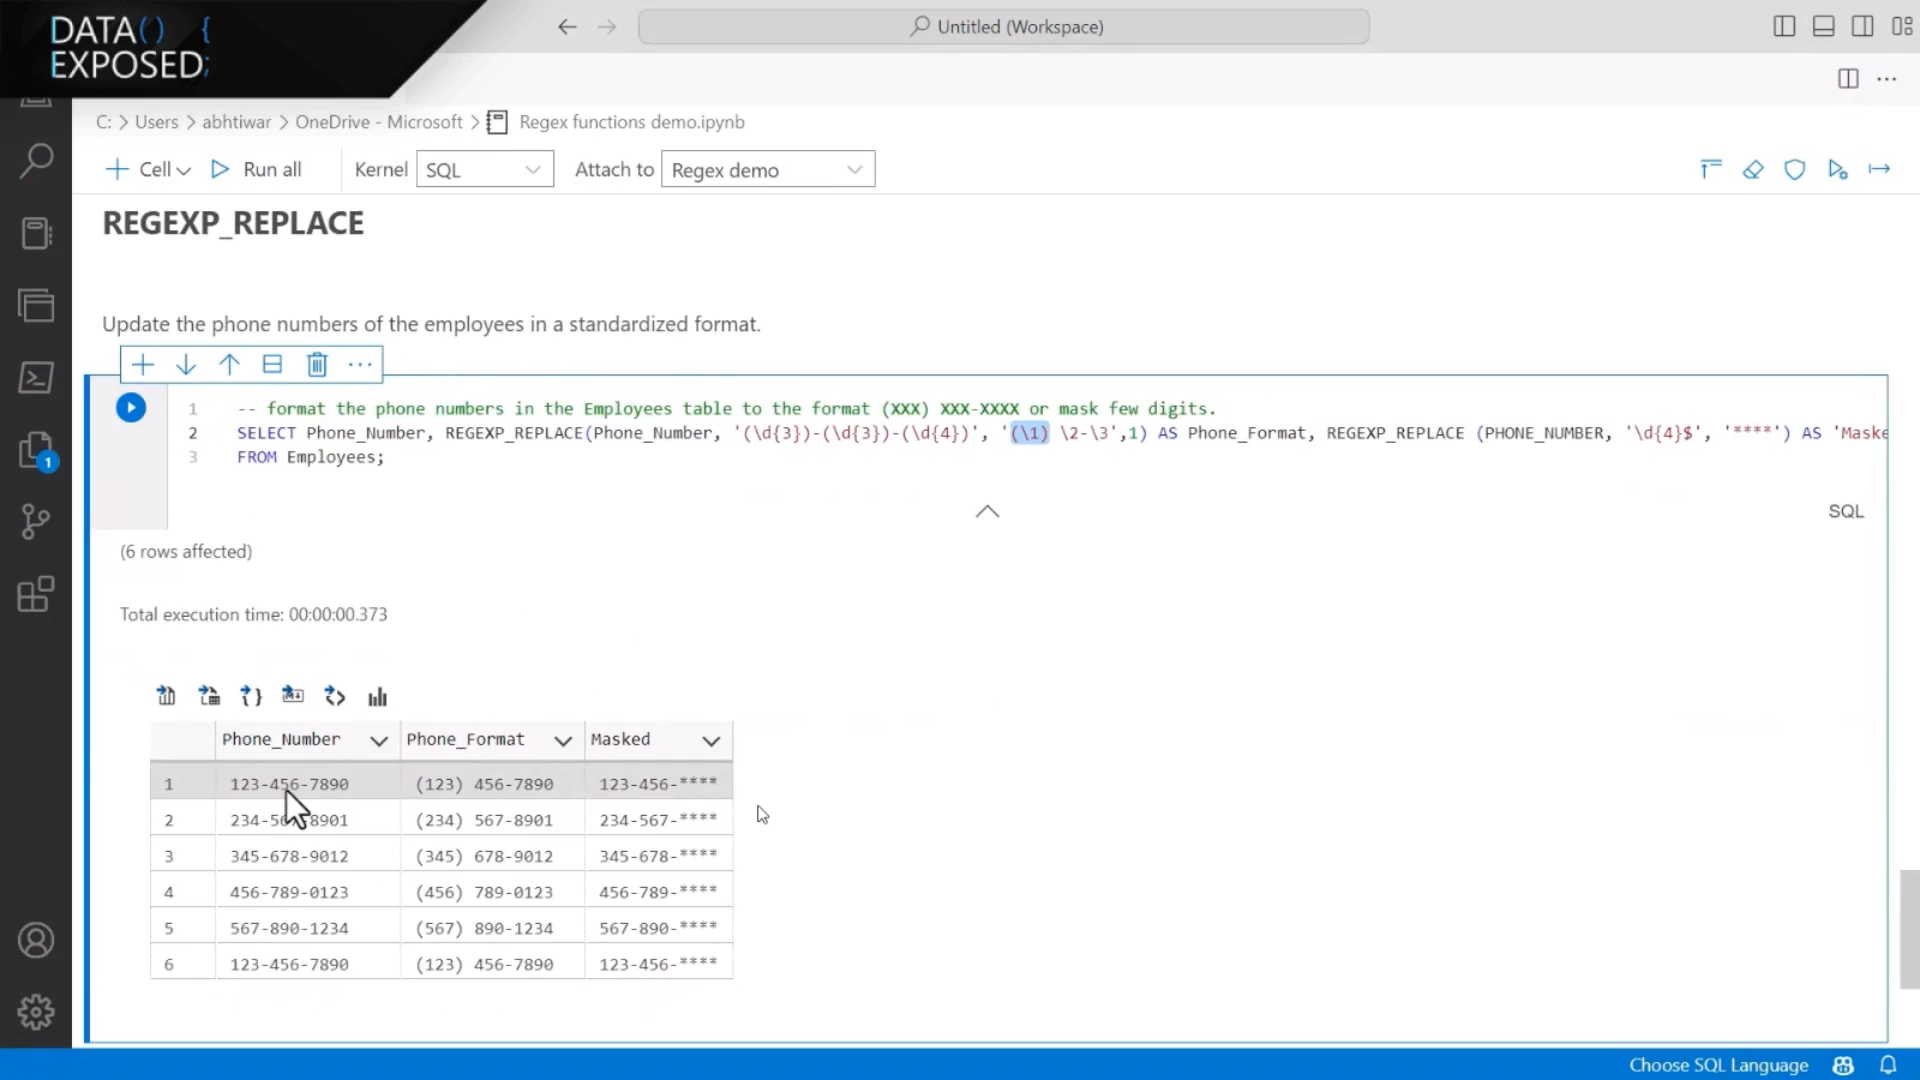 DATA() {
EXPOSED;
Untitled (Workspace)
C: > Users > abhtiwar > OneDrive - Microsoft > Regex functions demo.ipynb
Cell Run all Kernel SQL Attach to Regex demo
REGEXP_REPLACE
Update the phone numbers of the employees in a standardized format.
1 -- format the phone numbers in the Employees table to the format (XXX) XXX-XXXX or mask few digits.
2 SELECT Phone_Number, REGEXP_REPLACE(Phone_Number, '(\d{3})-(\d{3})-(\d{4})', '(\1) \2-\3',1) AS Phone_Format, REGEXP_REPLACE (PHONE_NUMBER, '\d{4}$', '****') AS 'Maske
3 FROM Employees;
SQL
1
(6 rows affected)
Total execution time: 00:00:00.373
Phone_Number Phone_Format Masked
1 123-456-7890 (123) 456-7890 123-456-****
2 234-567-8901 (234) 567-8901 234-567-****
3 345-678-9012 (345) 678-9012 345-678-****
4 456-789-0123 (456) 789-0123 456-789-****
5 567-890-1234 (567) 890-1234 567-890-****
6 123-456-7890 (123) 456-7890 123-456-****
Choose SQL Language